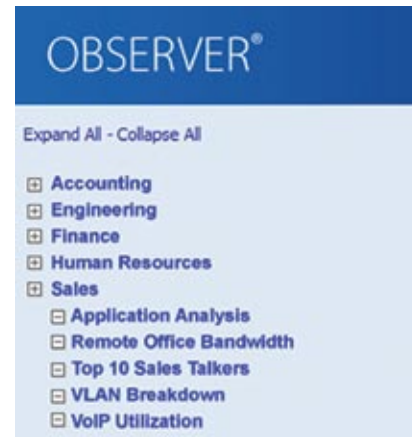 OBSERVER®
Expand All - Collapse All
Accounting
Engineering
Finance
Human Resources
Sales
Application Analysis
Remote Office Bandwidth
Top 10 Sales Talkers
VLAN Breakdown
VoIP Utilization